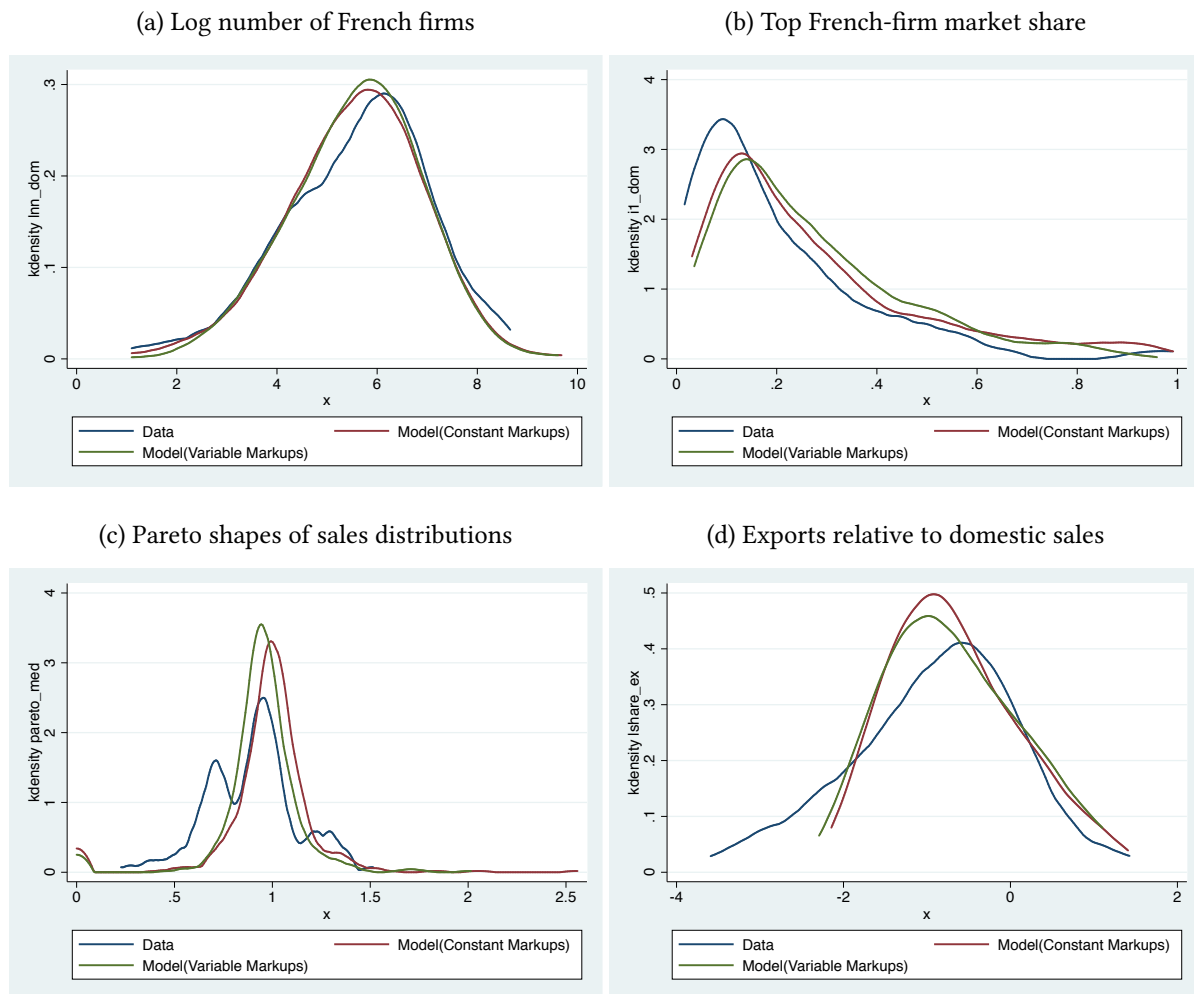 (a) Log number of French firms
(b) Top French-firm market share
kdensity lnn_dom
0 .1 .2 .3
0 2 4 6 8 10
x
Data
Model(Constant Markups)
Model(Variable Markups)
kdensity i1_dom
0 1 2 3 4
0 .2 .4 .6 .8 1
x
Data
Model(Constant Markups)
Model(Variable Markups)
(c) Pareto shapes of sales distributions
(d) Exports relative to domestic sales
kdensity pareto_med
0 1 2 3 4
0 .5 1 1.5 2 2.5
x
Data
Model(Constant Markups)
Model(Variable Markups)
kdensity lshare_ex
0 .1 .2 .3 .4 .5
-4 -2 0 2
x
Data
Model(Constant Markups)
Model(Variable Markups)